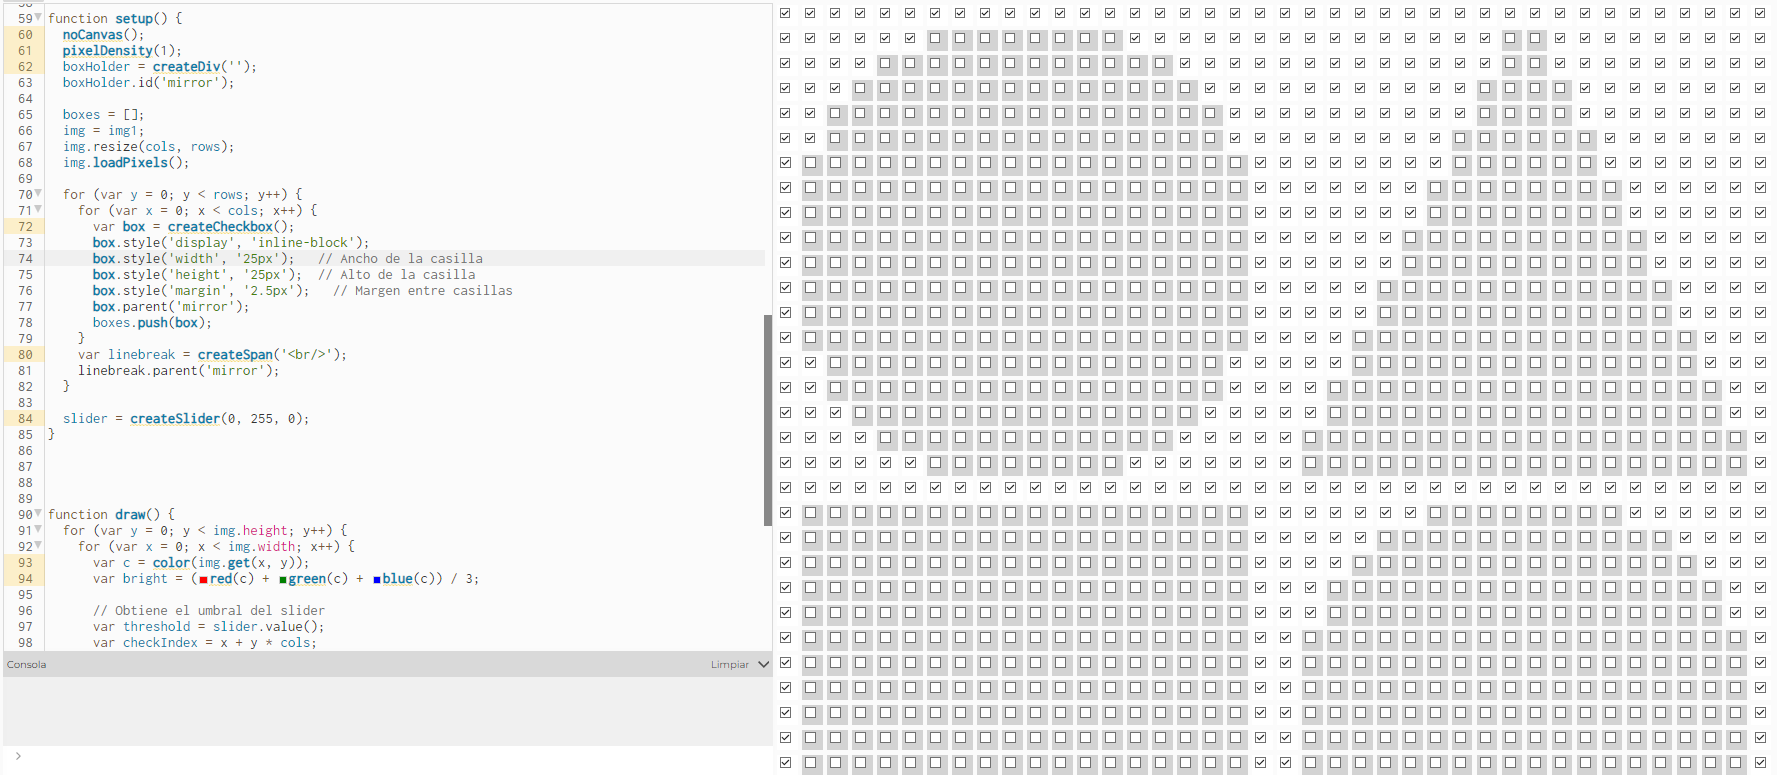 58
59 function setup() {
60 noCanvas();
61 pixelDensity(1);
62 boxHolder = createDiv('');
63 boxHolder.id('mirror');
64
65 boxes = [];
66 img = img1;
67 img.resize(cols, rows);
68 img.loadPixels();
69
70 for (var y = 0; y < rows; y++) {
71 for (var x = 0; x < cols; x++) {
72 var box = createCheckbox();
73 box.style('display', 'inline-block');
74 box.style('width', '25px');   // Ancho de la casilla
75 box.style('height', '25px');  // Alto de la casilla
76 box.style('margin', '2.5px');   // Margen entre casillas
77 box.parent('mirror');
78 boxes.push(box);
79 }
80 var linebreak = createSpan('<br/>');
81 linebreak.parent('mirror');
82 }
83
84 slider = createSlider(0, 255, 0);
85 }
86
87
88
89
90 function draw() {
91 for (var y = 0; y < img.height; y++) {
92 for (var x = 0; x < img.width; x++) {
93 var c = color(img.get(x, y));
94 var bright = (red(c) + green(c) + blue(c)) / 3;
95
96 // Obtiene el umbral del slider
97 var threshold = slider.value();
98 var checkIndex = x + y * cols;
Consola Limpiar
>